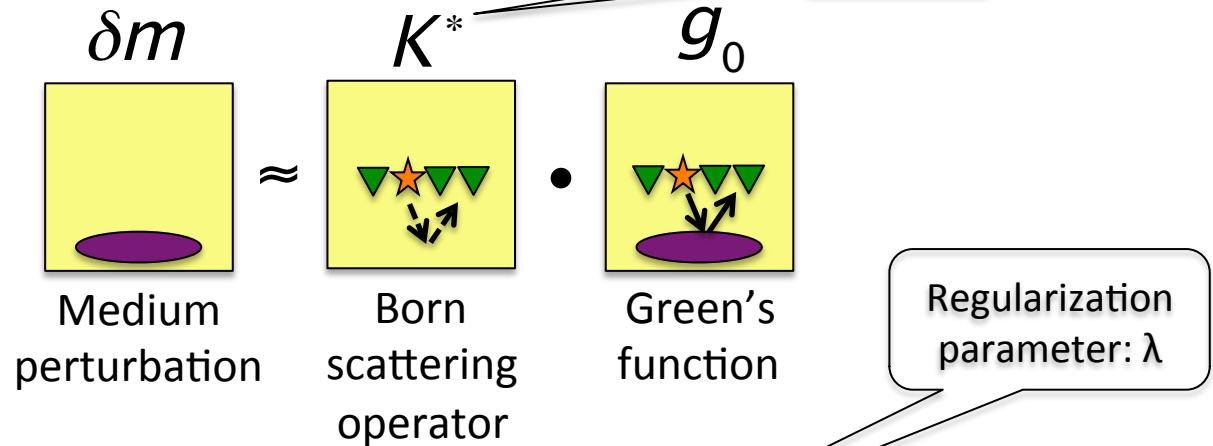 δm ≈ K* • g₀
Medium
perturbation
Born
scattering
operator
Green's
function
Regularization
parameter: λ